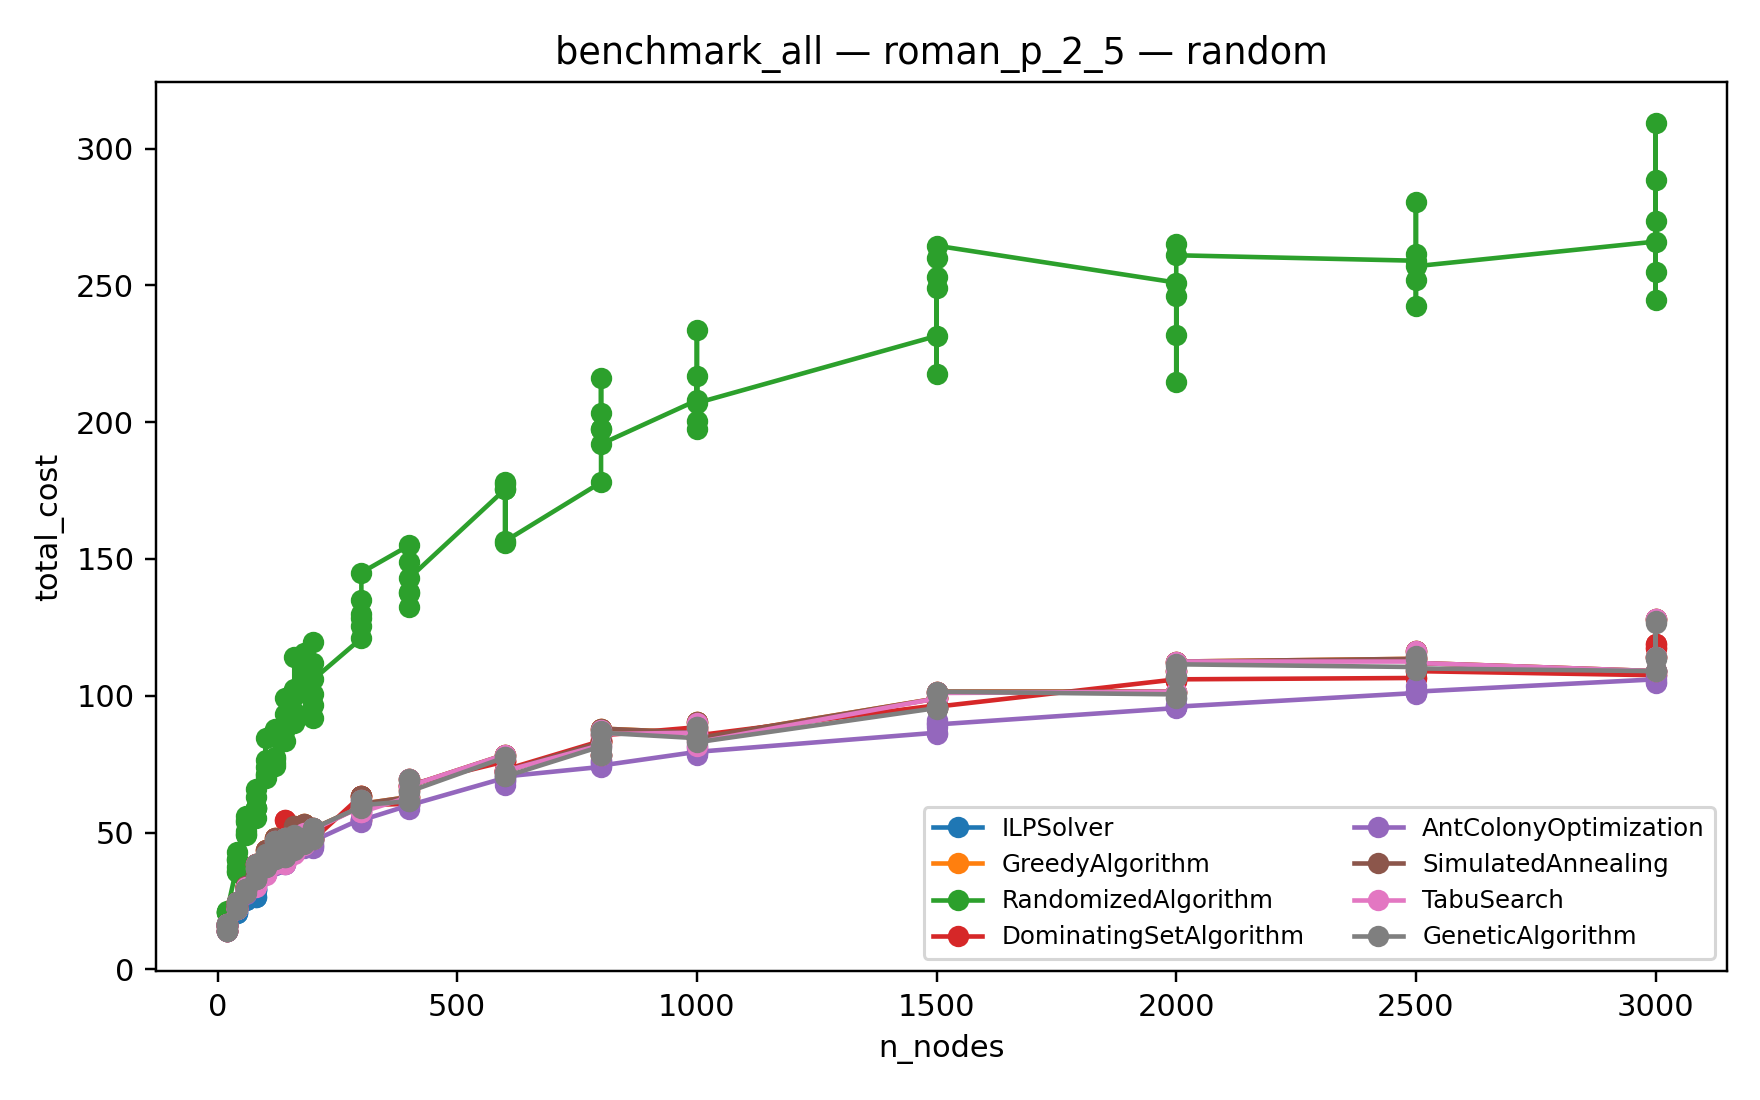 benchmark_all — roman_p_2_5 — random
300
250
200
150
100
50
0
total_cost
0 500 1000 1500 2000 2500 3000
n_nodes
ILPSolver
GreedyAlgorithm
RandomizedAlgorithm
DominatingSetAlgorithm
AntColonyOptimization
SimulatedAnnealing
TabuSearch
GeneticAlgorithm